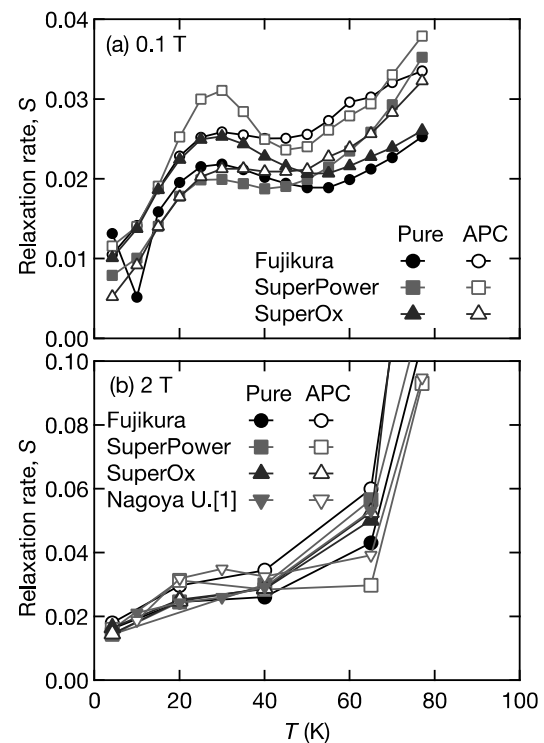 (a) 0.1 T
0.04
0.03
0.02
0.01
0.00
Relaxation rate, S
Pure APC
Fujikura
SuperPower
SuperOx
(b) 2 T
0.10
0.08
0.06
0.04
0.02
0.00
Relaxation rate, S
Pure APC
Fujikura
SuperPower
SuperOx
Nagoya U.[1]
0 20 40 60 80 100
T (K)